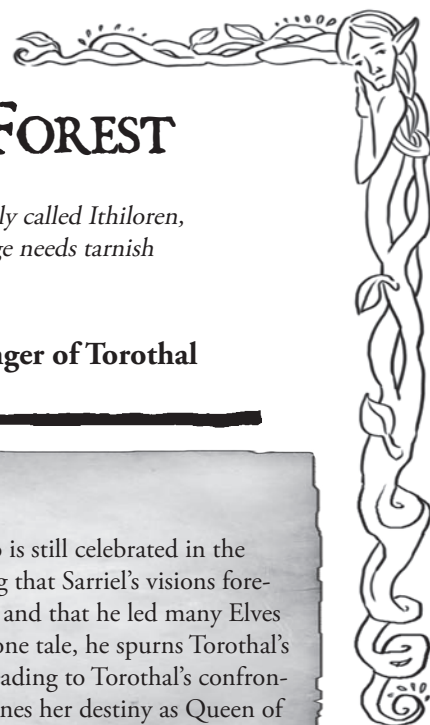 FOREST
ly called Ithiloren,
ge needs tarnish
nger of Torothal
is still celebrated in the
g that Sarriel’s visions fore-
and that he led many Elves
one tale, he spurns Torothal’s
eading to Torothal’s confron-
nes her destiny as Queen of